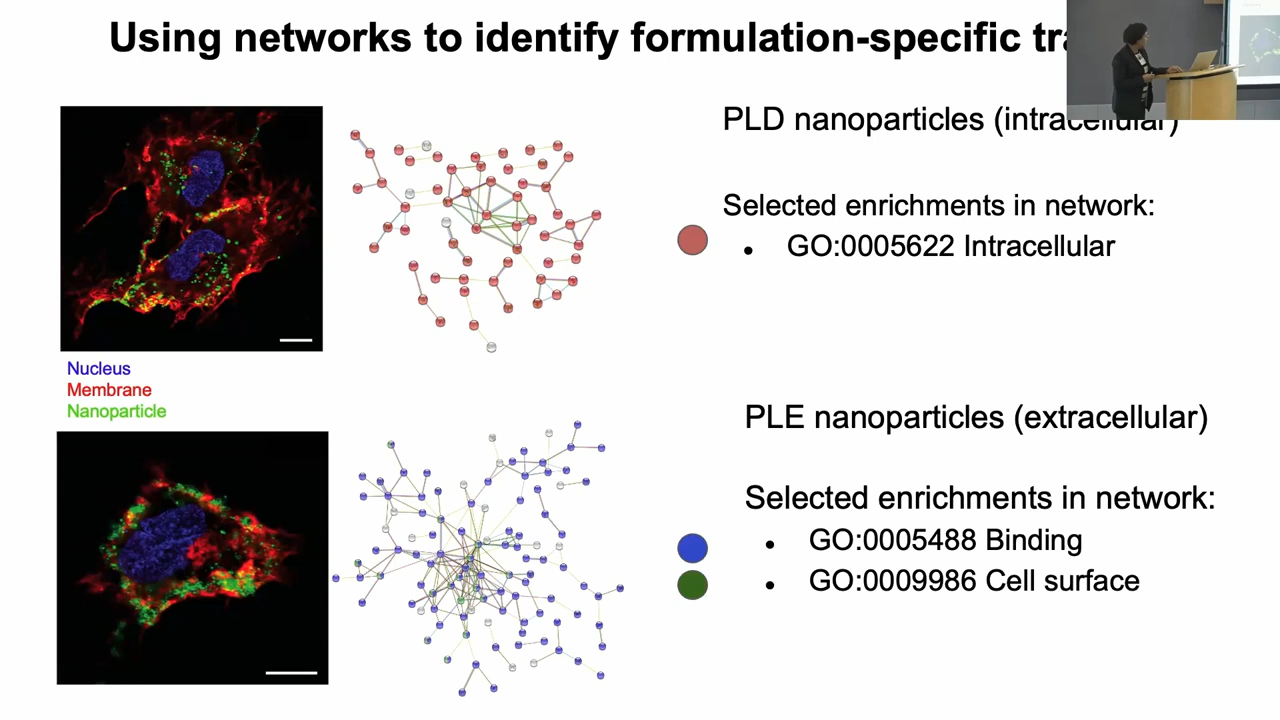 Using networks to identify formulation-specific
PLD nanoparticles (intracellular)
Selected enrichments in network:
• GO:0005622 Intracellular
Nucleus
Membrane
Nanoparticle
PLE nanoparticles (extracellular)
Selected enrichments in network:
• GO:0005488 Binding
• GO:0009986 Cell surface